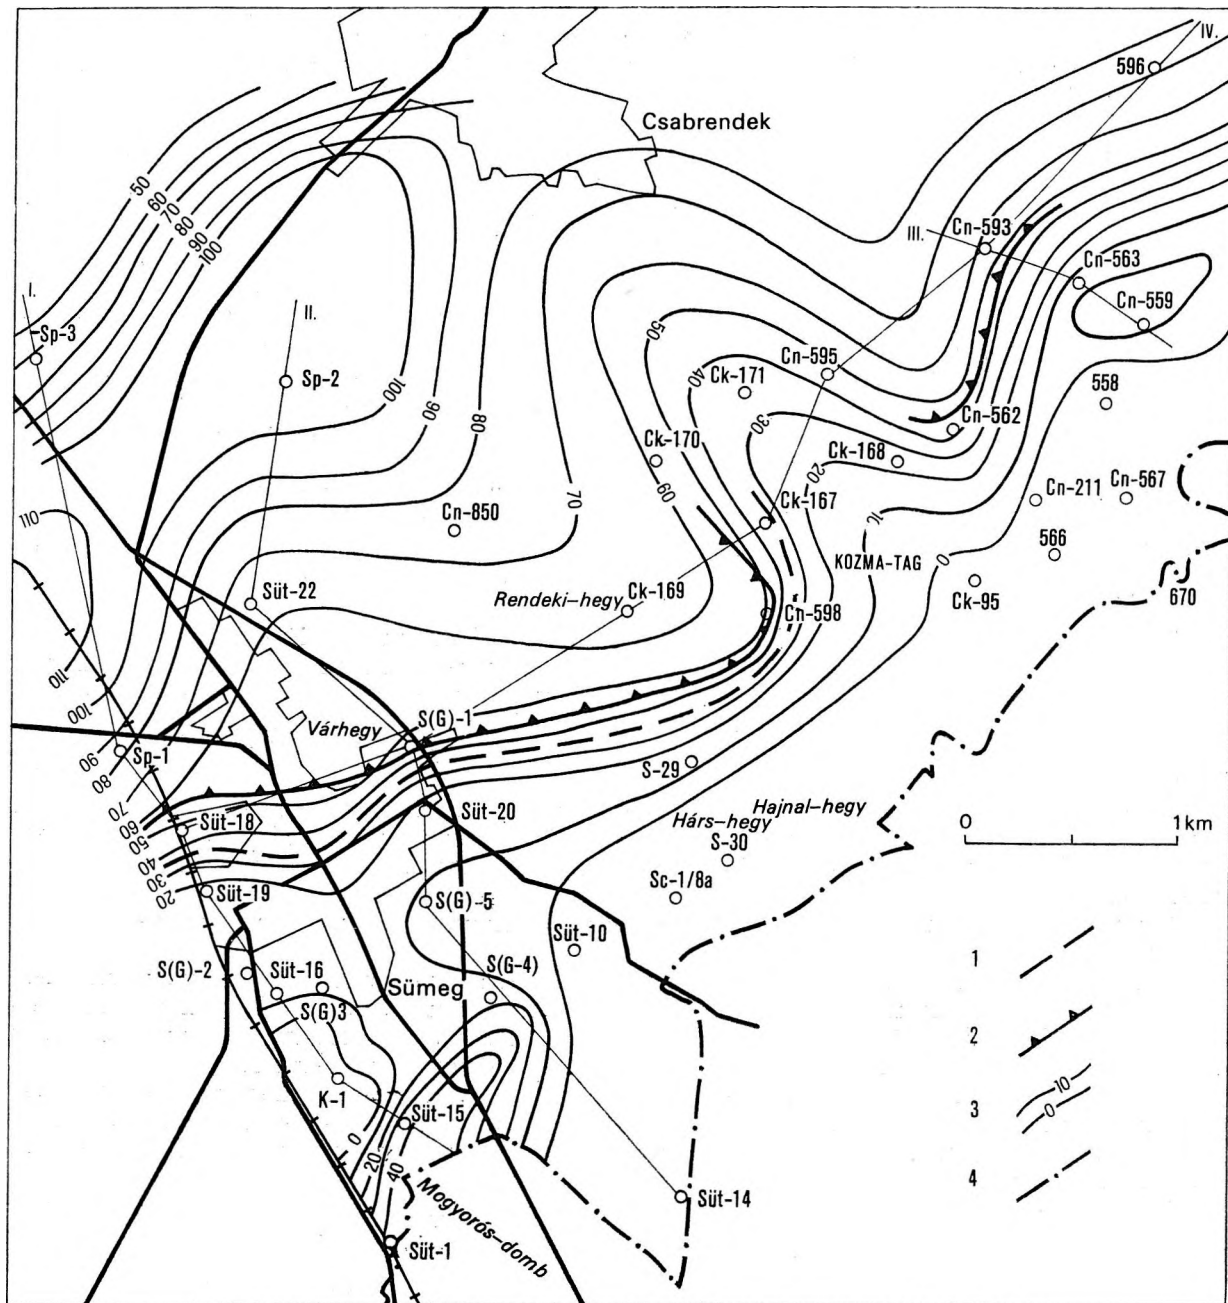 IV.
596
Csabrendek
50
60
70
80
90
100
III.
Cn-593
Cn-563
Cn-559
I.
II.
Sp-3
Sp-2
100
90
80
50
40
Cn-595
Ck-171
558
30
Cn-562
Ck-170
Ck-168
60
20
70
Cn-850
Ck-167
Cn-211
Cn-567
110
10
566
KOZMA-TAG
0
Ck-95
670
Süt-22
Rendeki-hegy
Ck-169
Cn-598
110
100
90
80
70
60
50
40
30
20
Várhegy
S(G)-1
Sp-1
S-29
Süt-18
Süt-20
Hajnal-hegy
Hárs-hegy
S-30
0
1 km
Süt-19
S(G)-5
Sc-1/8a
Süt-10
S(G)-2
Süt-16
S(G-4)
S(G)3
Sümeg
1
2
3
10
0
4
K-1
Süt-15
0
20
40
Süt-14
Mogyorós-domb
Süt-1